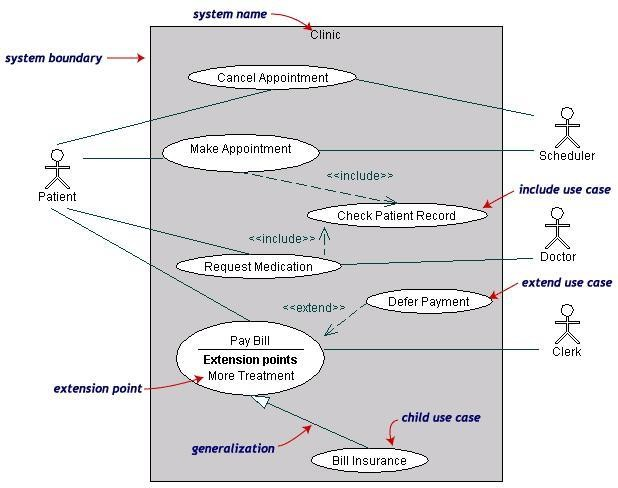 system name
Clinic
system boundary
Cancel Appointment
Make Appointment
Scheduler
<<include>>
Patient
include use case
Check Patient Record
<<include>>
Doctor
Request Medication
extend use case
Defer Payment
<<extend>>
Pay Bill
Clerk
Extension points
More Treatment
extension point
child use case
generalization
Bill Insurance